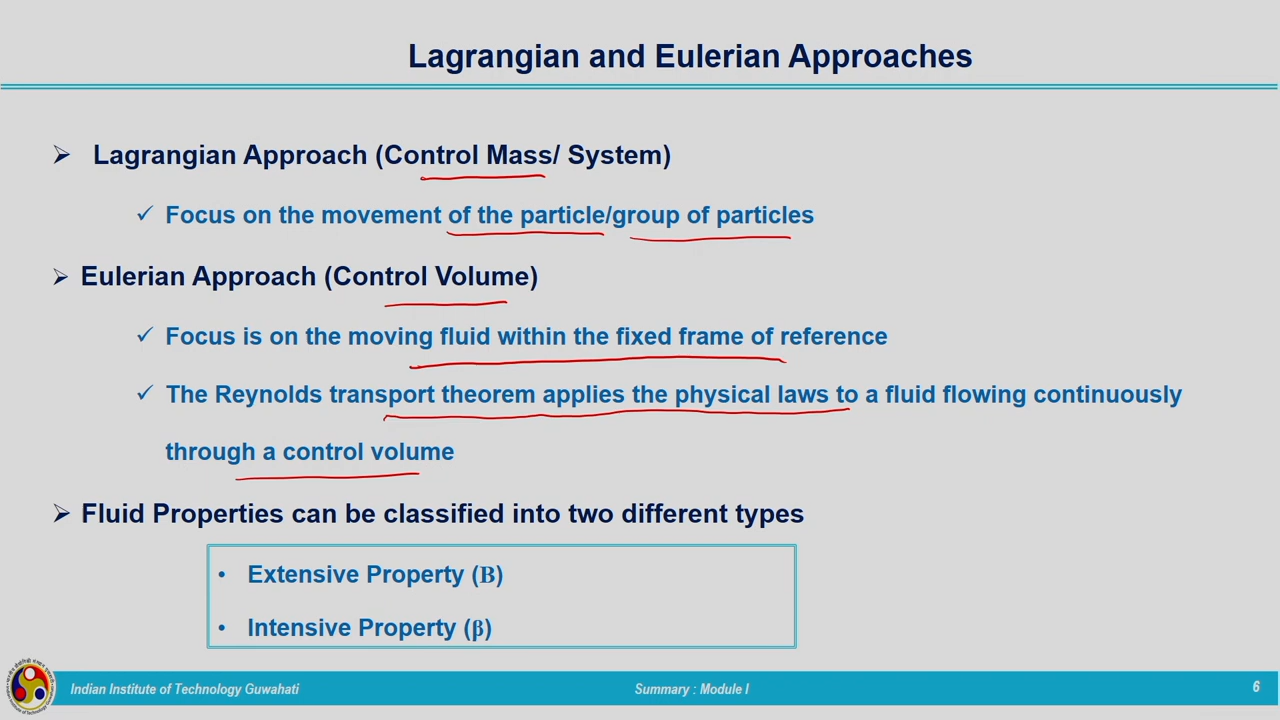 Lagrangian and Eulerian Approaches
➢ Lagrangian Approach (Control Mass/ System)
✓ Focus on the movement of the particle/group of particles
➢ Eulerian Approach (Control Volume)
✓ Focus is on the moving fluid within the fixed frame of reference
✓ The Reynolds transport theorem applies the physical laws to a fluid flowing continuously
through a control volume
➢ Fluid Properties can be classified into two different types
• Extensive Property (B)
• Intensive Property (β)
Indian Institute of Technology Guwahati
Summary : Module I
6